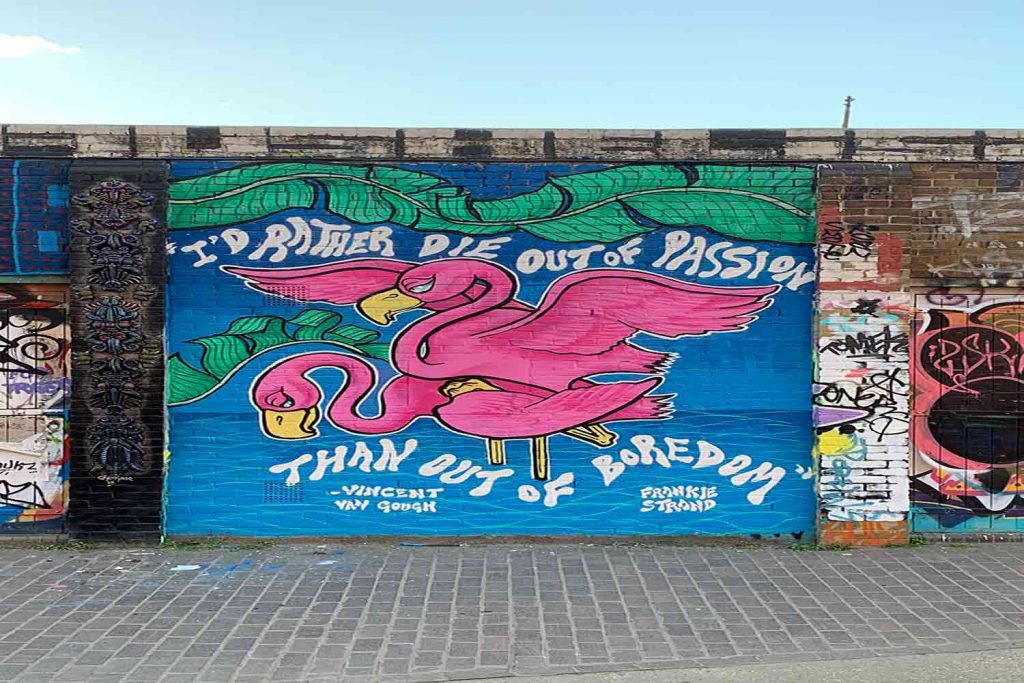 "I'D RATHER DIE OUT OF PASSION
THAN OUT OF BOREDOM"
-VINCENT
VAN GOUGH
FRANKIE
STRAND